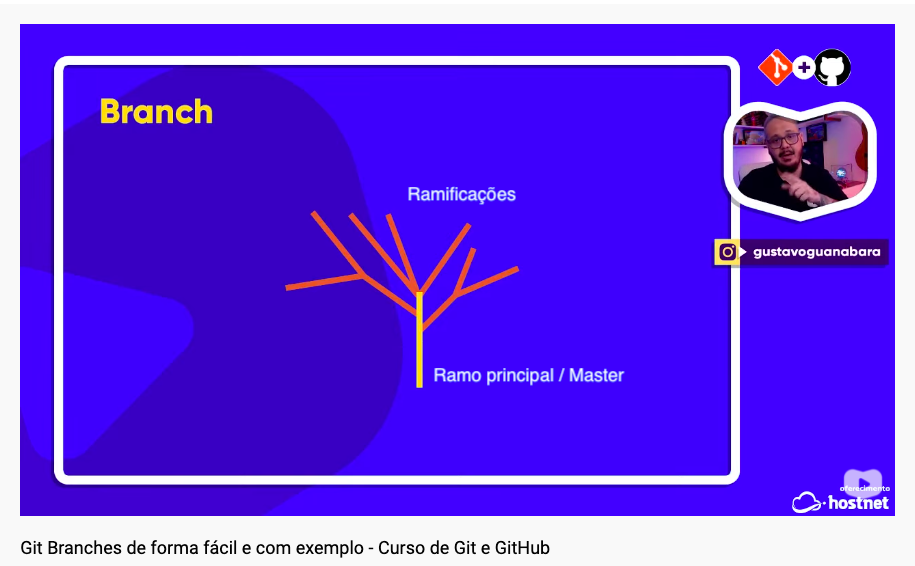 Branch
Ramificações
Ramo principal / Master
gustavoguanabara
oferecimento
hostnet
Git Branches de forma fácil e com exemplo - Curso de Git e GitHub